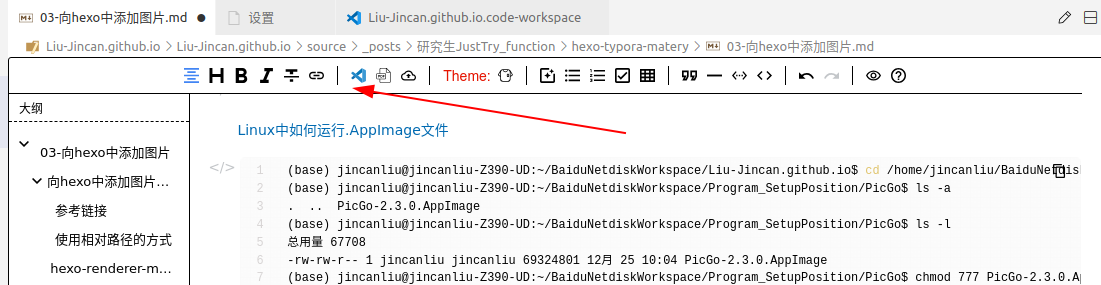 03-向hexo中添加图片.md
设置
Liu-Jincan.github.io.code-workspace
Liu-Jincan.github.io > Liu-Jincan.github.io > source > _posts > 研究生JustTry_function > hexo-typora-matery > 03-向hexo中添加图片.md
H B I Theme:
大纲
03-向hexo中添加图片
向hexo中添加图片...
参考链接
使用相对路径的方式
hexo-renderer-m...
Linux中如何运行.AppImage文件
</>
1 (base) jincanliu@jincanliu-Z390-UD:~/BaiduNetdiskWorkspace/Liu-Jincan.github.io$ cd /home/jincanliu/BaiduNetdis
2 (base) jincanliu@jincanliu-Z390-UD:~/BaiduNetdiskWorkspace/Program_SetupPosition/PicGo$ ls -a
3 . .. PicGo-2.3.0.AppImage
4 (base) jincanliu@jincanliu-Z390-UD:~/BaiduNetdiskWorkspace/Program_SetupPosition/PicGo$ ls -l
5 总用量 67708
6 -rw-rw-r-- 1 jincanliu jincanliu 69324801 12月 25 10:04 PicGo-2.3.0.AppImage
7 (base) jincanliu@jincanliu-Z390-UD:~/BaiduNetdiskWorkspace/Program_SetupPosition/PicGo$ chmod 777 PicGo-2.3.0.Ap